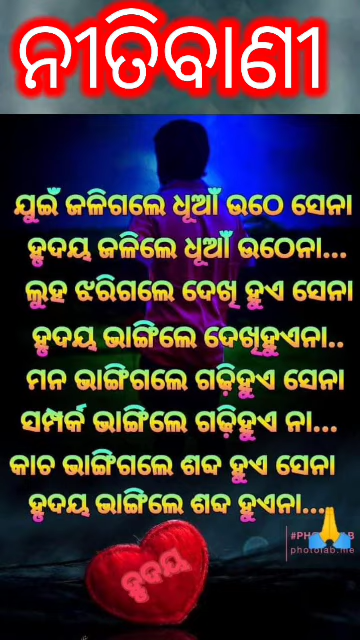 ନୀତିବାଣୀ
ଯୁଇଁ ଜଳିଗଲେ ଧୂଆଁ ଉଠେ ସେନା
ହୃଦୟ ଜଳିଲେ ଧୂଆଁ ଉଠେନା...
ଲୁହ ଝରିଗଲେ ଦେଖି ହୁଏ ସେନା
ହୃଦୟ ଭାଙ୍ଗିଲେ ଦେଖିହୁଏନା..
ମନ ଭାଙ୍ଗିଗଲେ ଗଢ଼ିହୁଏ ସେନା
ସମ୍ପର୍କ ଭାଙ୍ଗିଲେ ଗଢ଼ିହୁଏ ନା...
କାଚ ଭାଙ୍ଗିଗଲେ ଶବ୍ଦ ହୁଏ ସେନା
ହୃଦୟ ଭାଙ୍ଗିଲେ ଶବ୍ଦ ହୁଏନା....
photolab.me
ହୃଦୟ